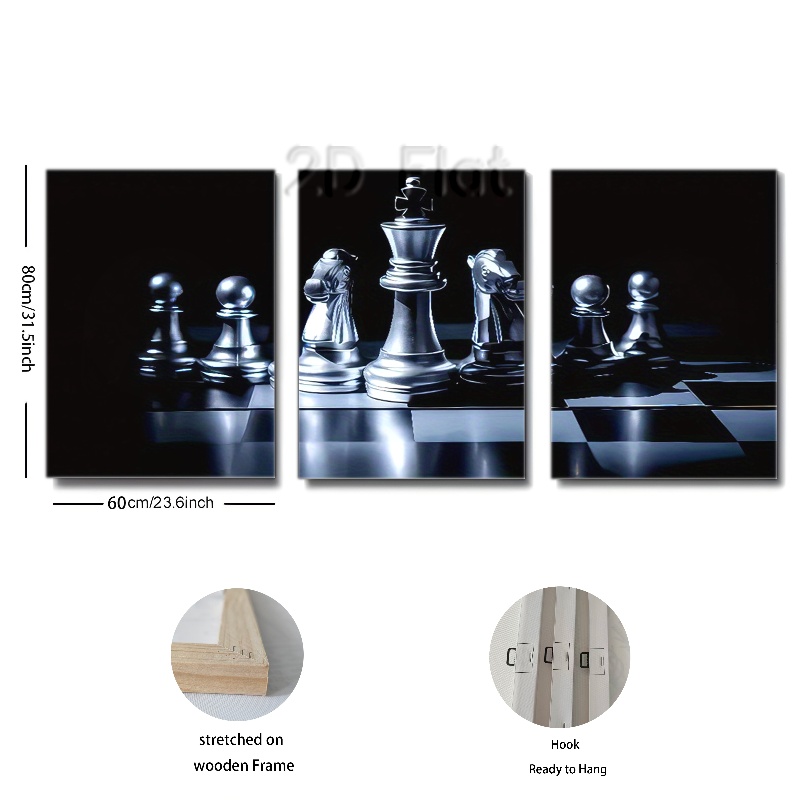 2D Flat
80cm/31.5inch
60cm/23.6inch
stretched on
wooden Frame
Hook
Ready to Hang